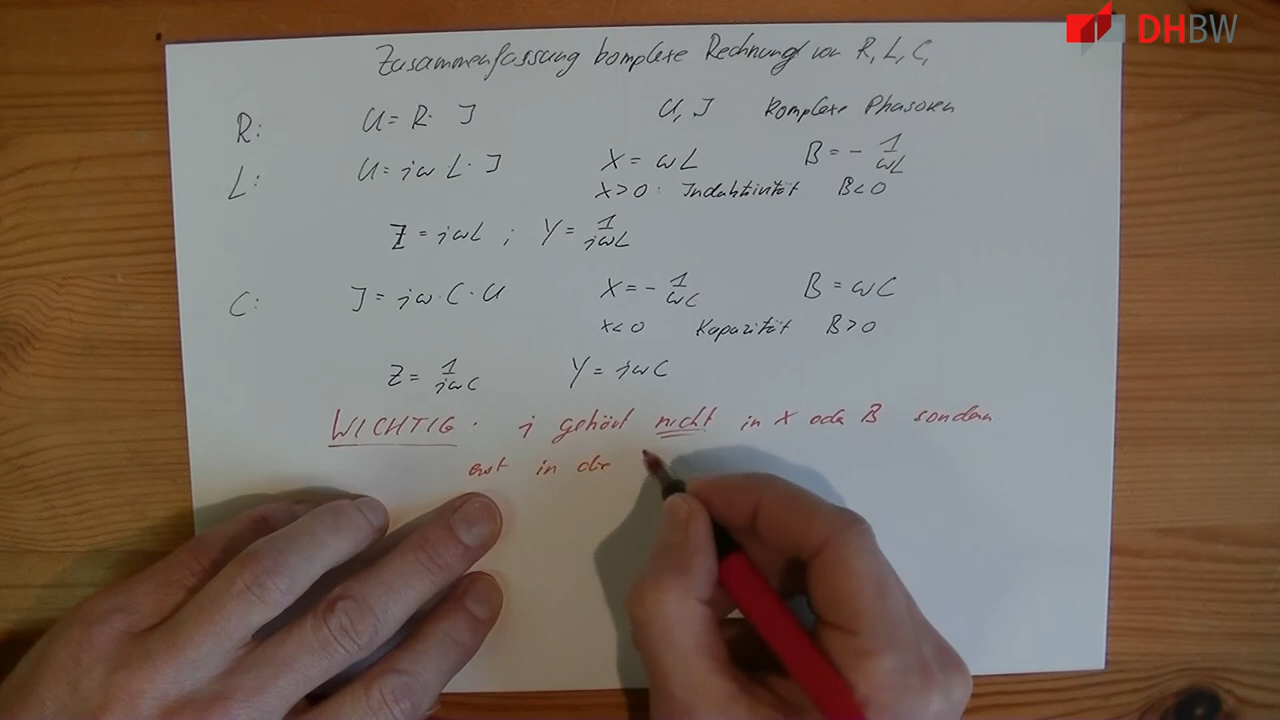 DHBW
Zusammenfassung komplexe Rechnung von R, L, C,
R: U = R · I U, I komplexe Phasoren
L: U = jω L · I X = ωL B = - 1/ωL
X > 0 : Induktivität B < 0
Z = jωL ; Y = 1/jωL
C: I = jω · C · U X = - 1/ωC B = ωC
X < 0 Kapazität B > 0
Z = 1/jωC Y = jωC
WICHTIG : j gehört nicht in X oder B sondern
erst in die